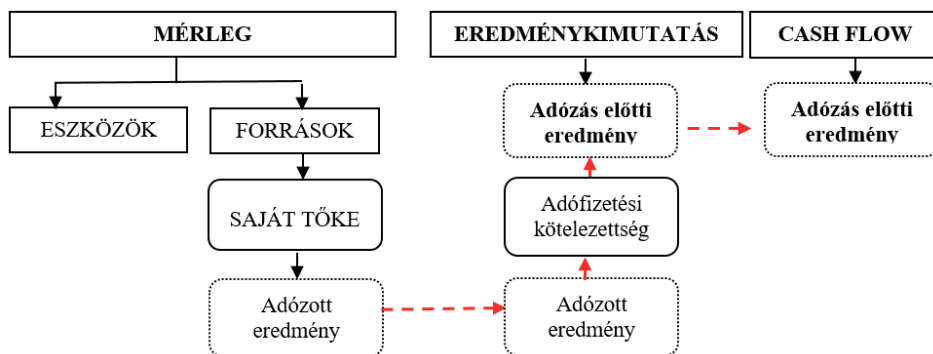 MÉRLEG
EREDMÉNYKIMUTATÁS
CASH FLOW
ESZKÖZÖK
FORRÁSOK
Adózás előtti
eredmény
Adózás előtti
eredmény
SAJÁT TŐKE
Adófizetési
kötelezettség
Adózott
eredmény
Adózott
eredmény